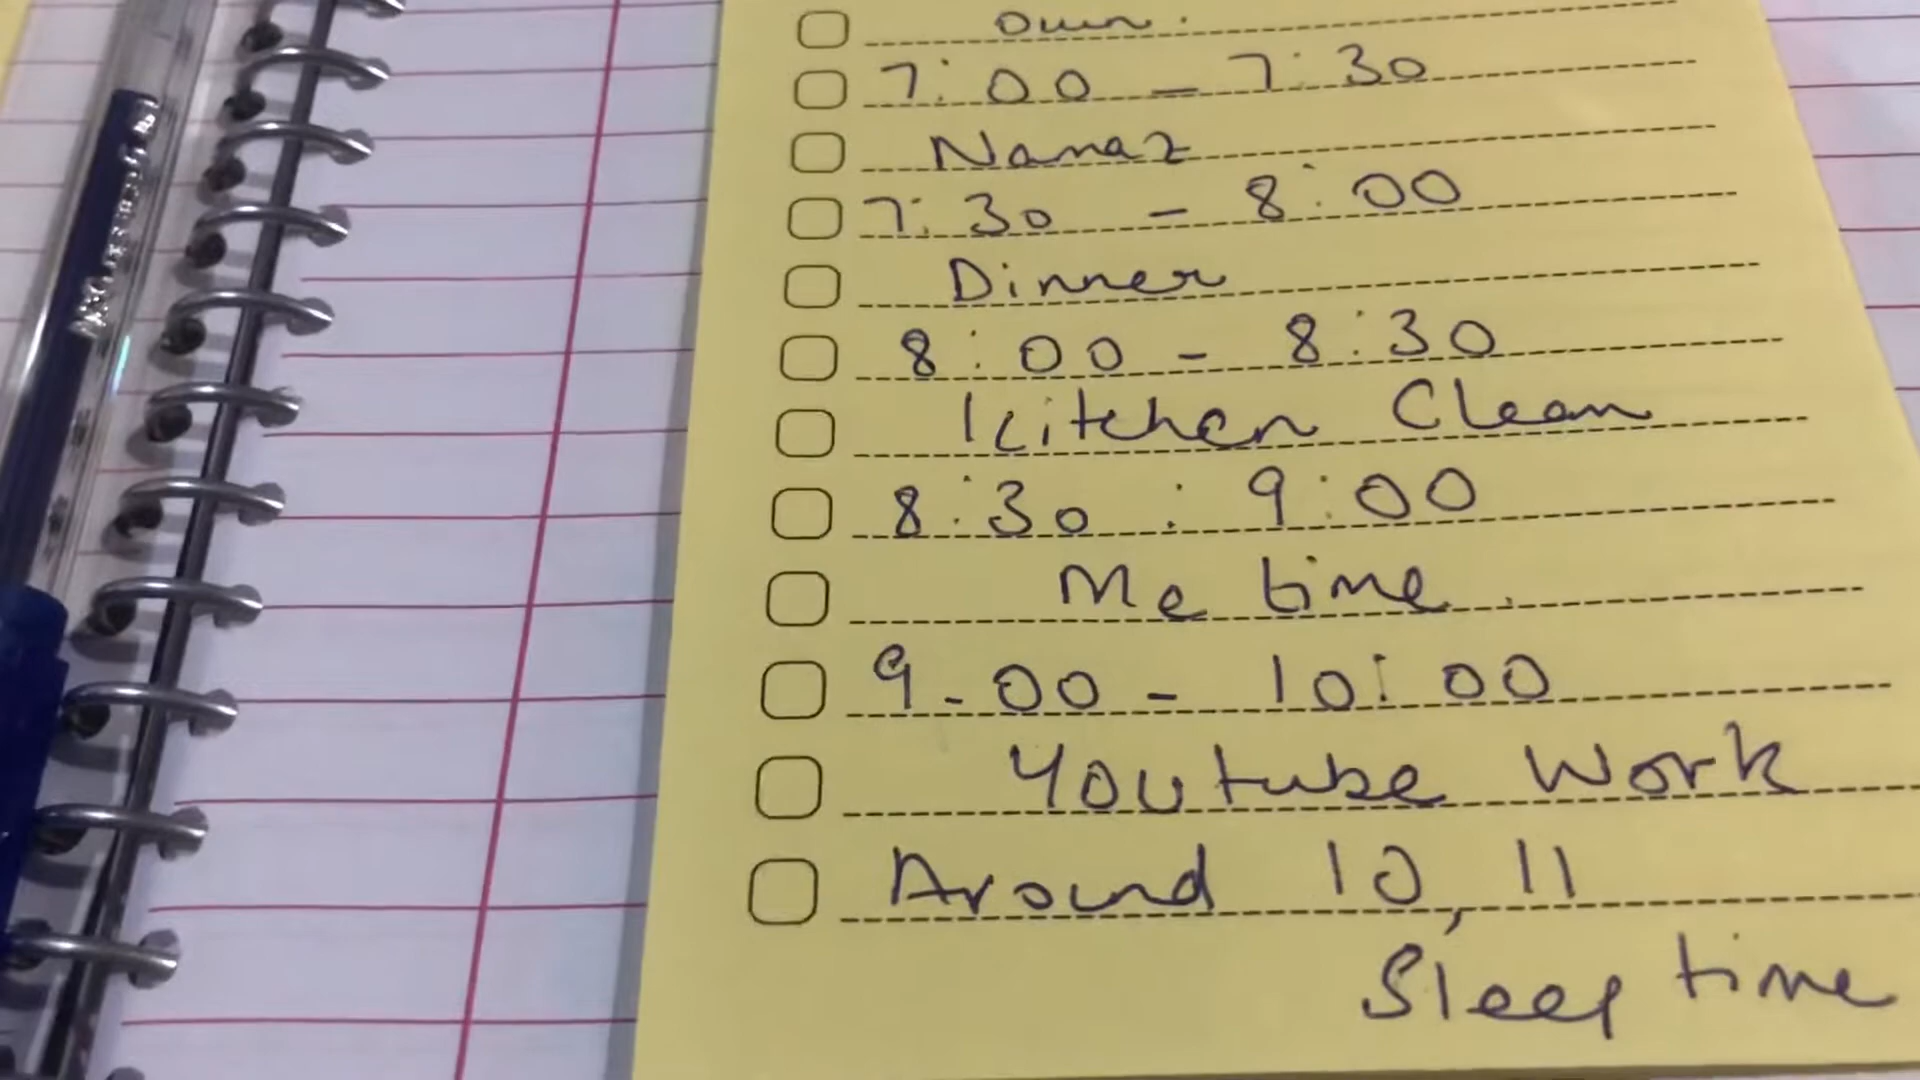 own.
7:00 - 7:30
Namaz
7:30 - 8:00
Dinner
8:00 - 8:30
Kitchen Clean
8:30 : 9:00
Me time.
9-00 - 10:00
Youtube Work
Around 10, 11
Sleep time